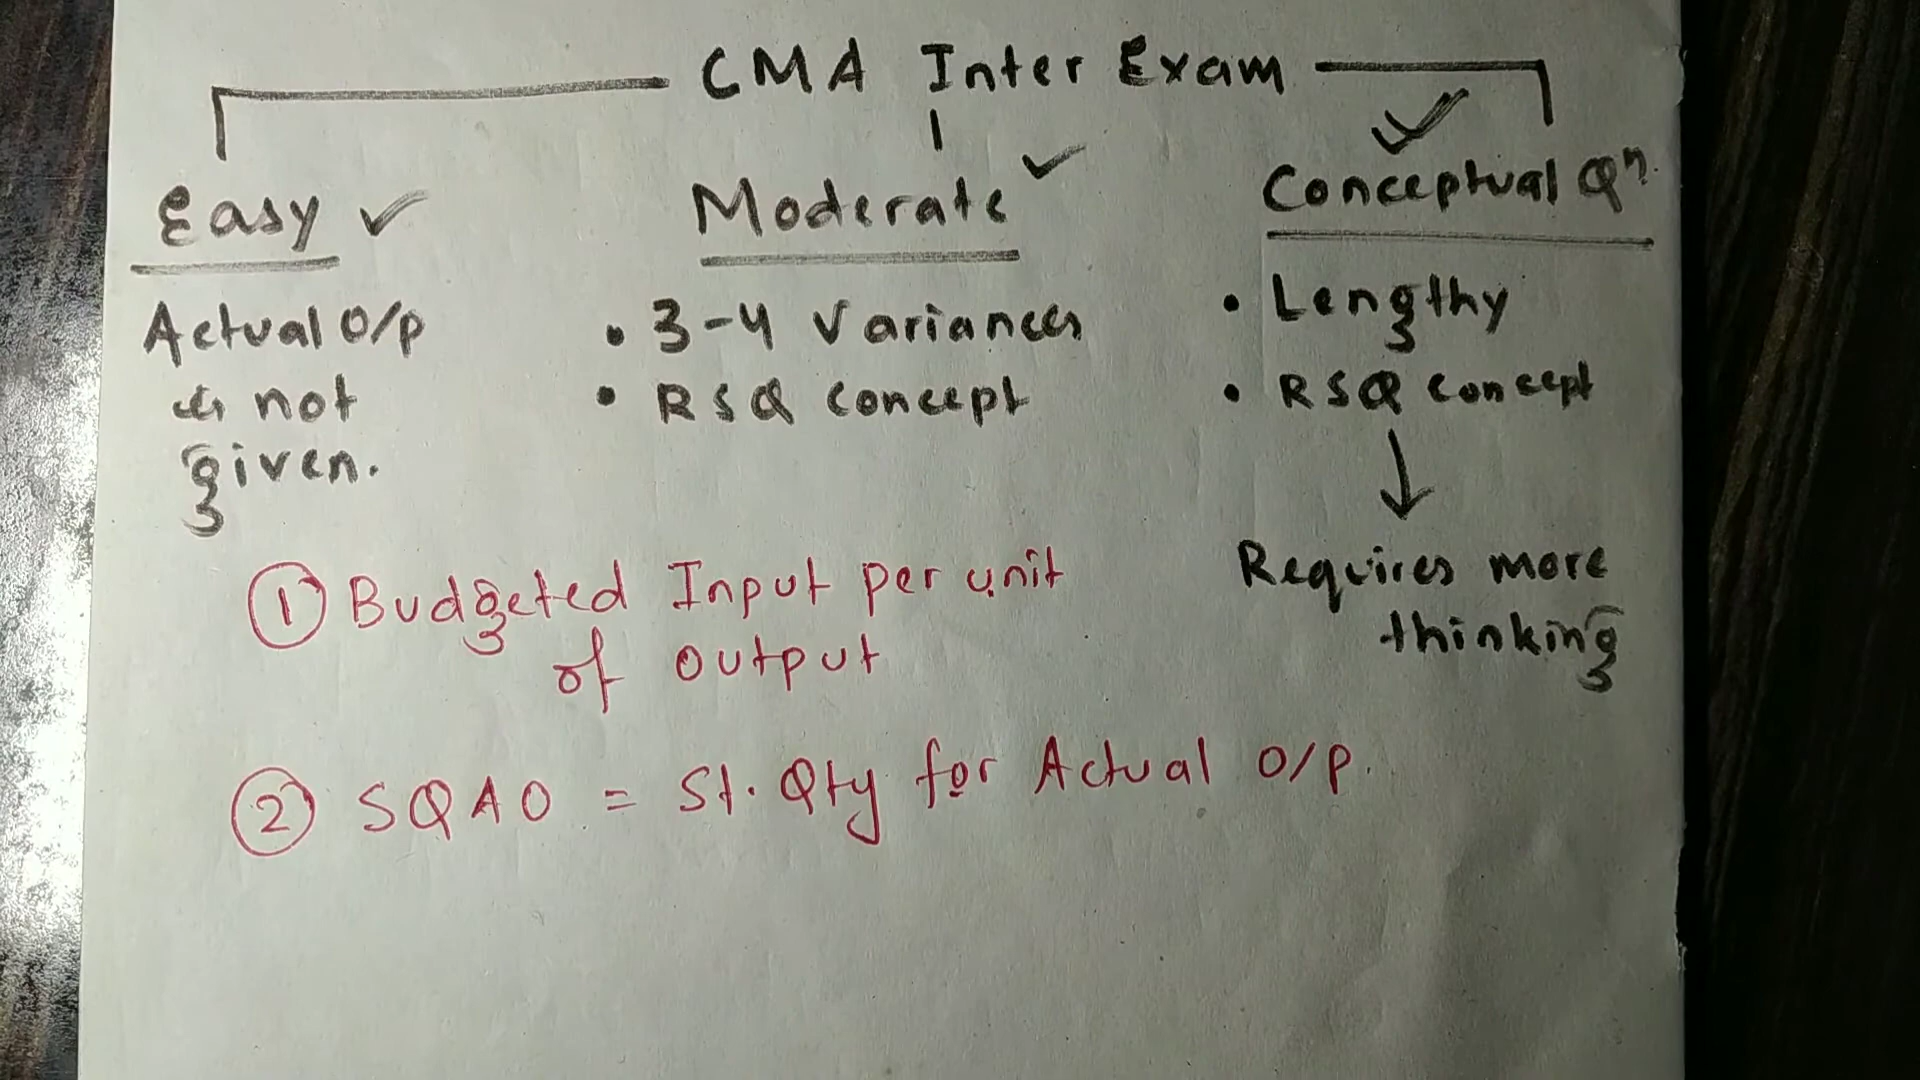 CMA Inter Exam
Easy
Actual O/p
is not
given.
Moderate
• 3-4 Variances
• RSQ concept
Conceptual Qn.
• Lengthy
• RSQ concept
Requires more
thinking
① Budgeted Input per unit
of output
② SQAO = St. Qty for Actual O/P.